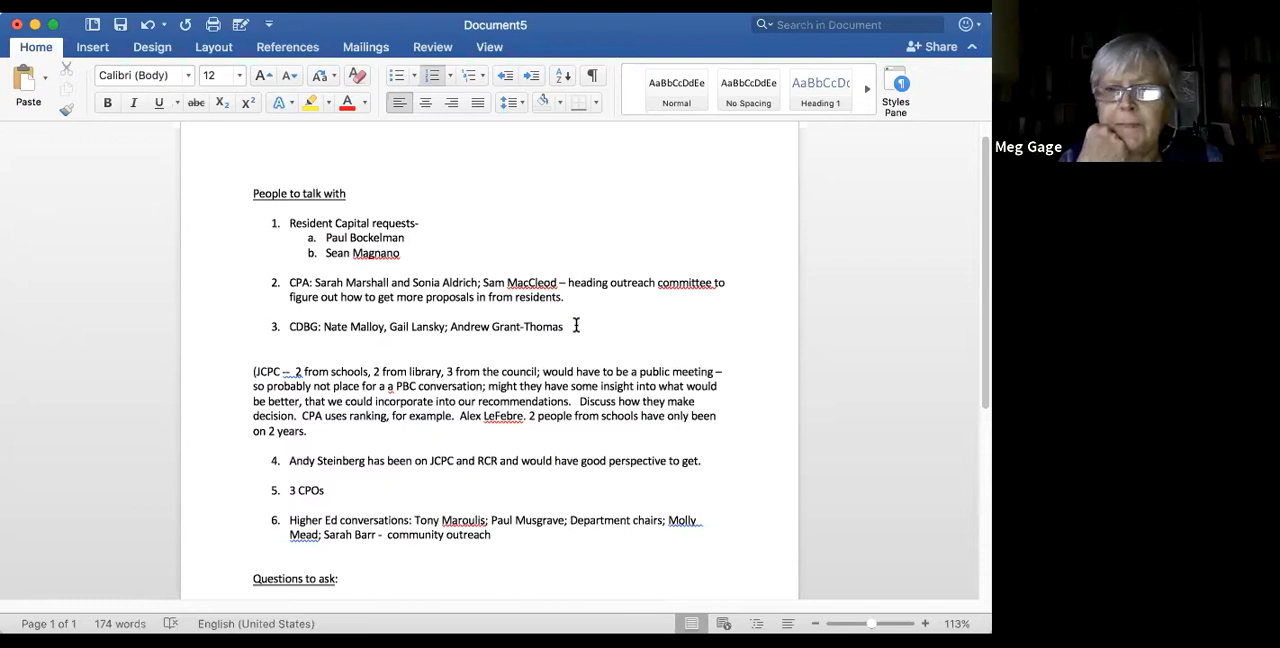 Document5
Search in Document
Home Insert Design Layout References Mailings Review View
Share
Paste
Calibri (Body) 12
AaBbCcDdEe AaBbCcDdEe AaBbCcDc
Normal No Spacing Heading 1
Styles
Pane
Meg Gage
People to talk with
1. Resident Capital requests-
a. Paul Bockelman
b. Sean Magnano
2. CPA: Sarah Marshall and Sonia Aldrich; Sam MacCleod – heading outreach committee to
figure out how to get more proposals in from residents.
3. CDBG: Nate Malloy, Gail Lansky; Andrew Grant-Thomas
(JCPC – 2 from schools, 2 from library, 3 from the council; would have to be a public meeting –
so probably not place for a a PBC conversation; might they have some insight into what would
be better, that we could incorporate into our recommendations. Discuss how they make
decision. CPA uses ranking, for example. Alex LeFebre. 2 people from schools have only been
on 2 years.
4. Andy Steinberg has been on JCPC and RCR and would have good perspective to get.
5. 3 CPOs
6. Higher Ed conversations: Tony Maroulis; Paul Musgrave; Department chairs; Molly
Mead; Sarah Barr - community outreach
Questions to ask:
Page 1 of 1 174 words English (United States) 113%